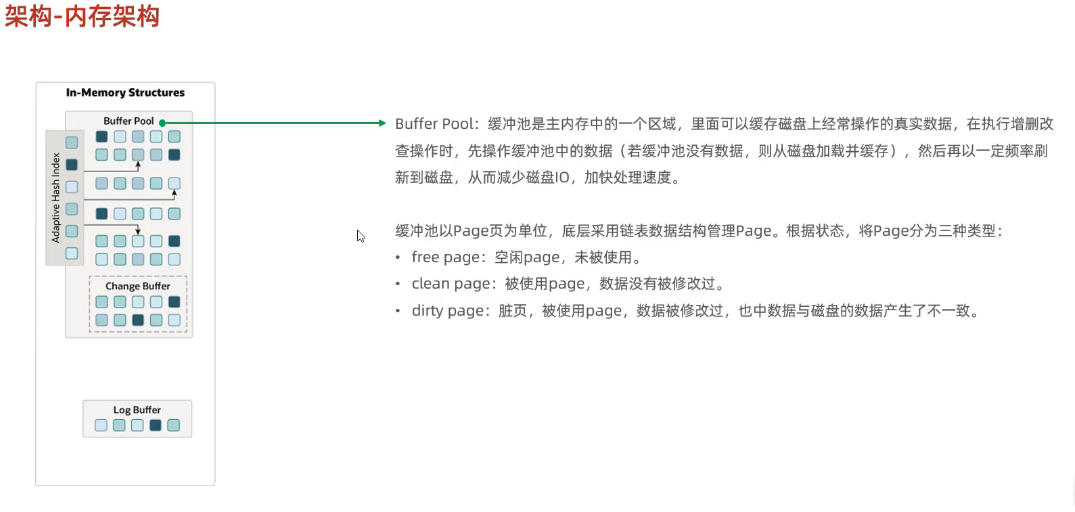 架构-内存架构
In-Memory Structures
Buffer Pool
Adaptive Hash Index
Change Buffer
Log Buffer
Buffer Pool：缓冲池是主内存中的一个区域，里面可以缓存磁盘上经常操作的真实数据，在执行增删改
查操作时，先操作缓冲池中的数据（若缓冲池没有数据，则从磁盘加载并缓存），然后再以一定频率刷
新到磁盘，从而减少磁盘IO，加快处理速度。
缓冲池以Page页为单位，底层采用链表数据结构管理Page。根据状态，将Page分为三种类型：
• free page：空闲page，未被使用。
• clean page：被使用page，数据没有被修改过。
• dirty page：脏页，被使用page，数据被修改过，也中数据与磁盘的数据产生了不一致。